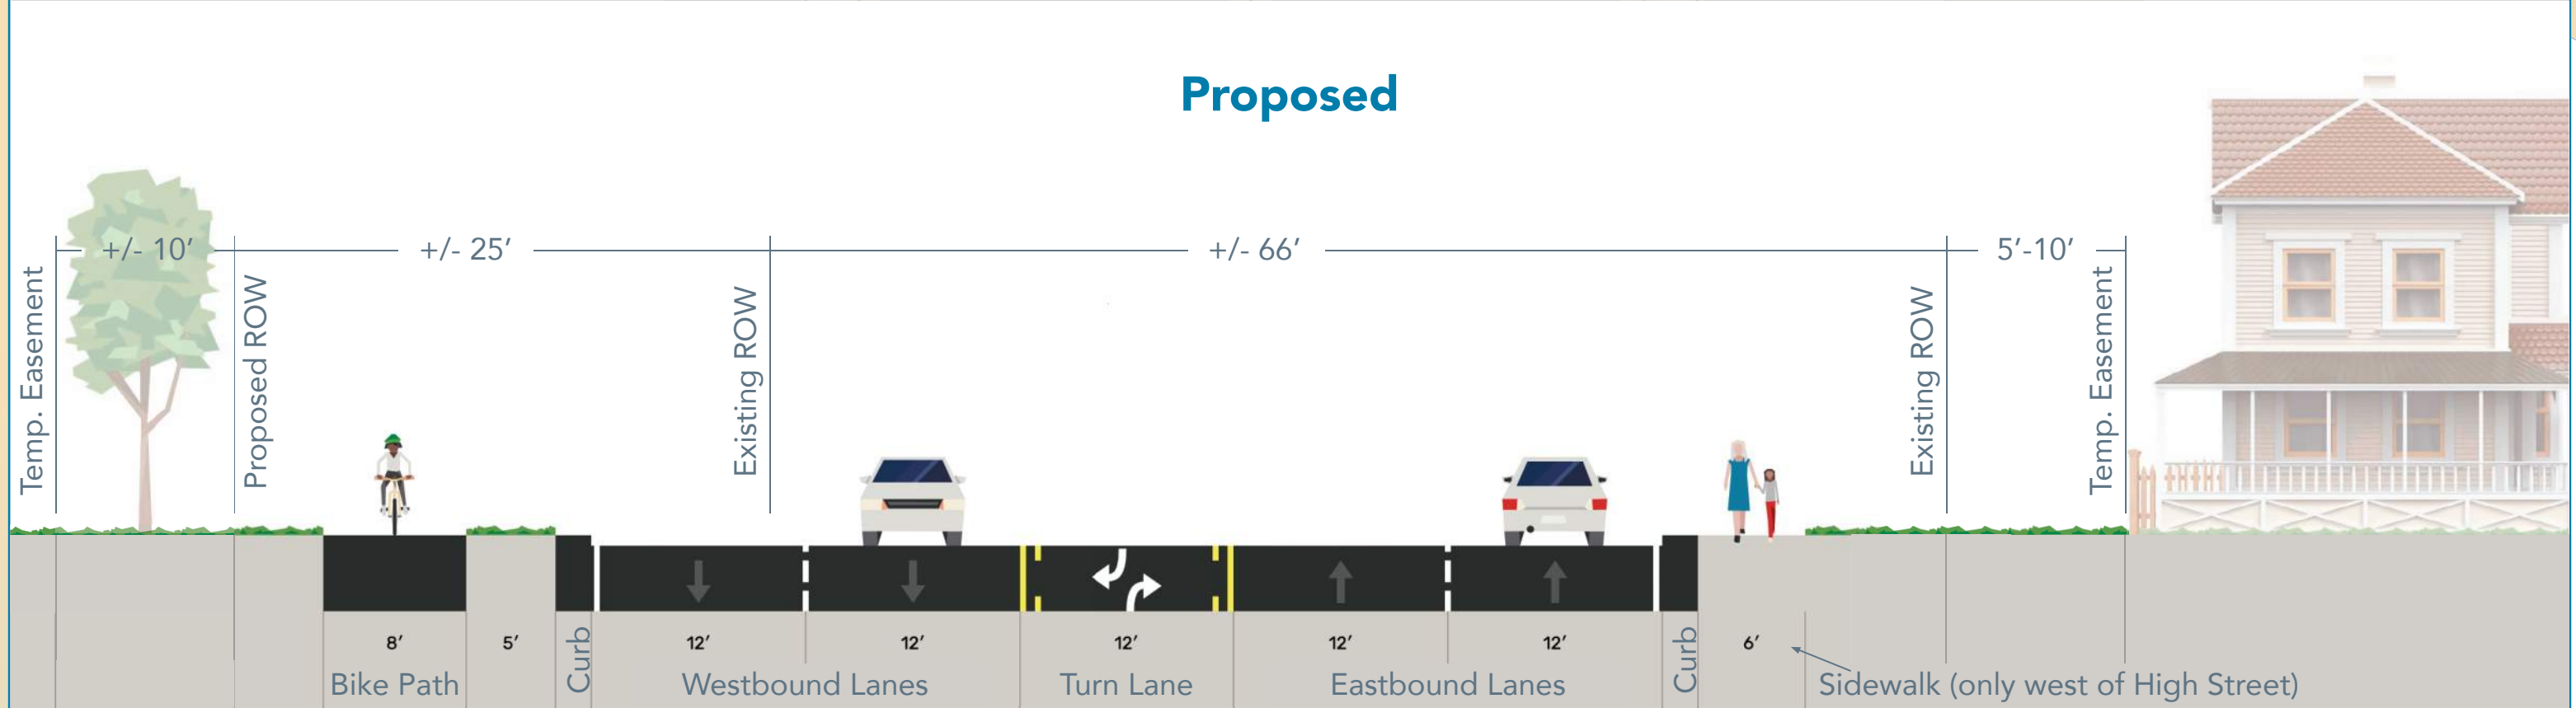 Proposed
+/- 10’
+/- 25’
+/- 66’
5’-10’
Temp. Easement
Proposed ROW
Existing ROW
Existing ROW
Temp. Easement
8’
5’
12’
12’
12’
12’
12’
6’
Bike Path
Curb
Westbound Lanes
Turn Lane
Eastbound Lanes
Curb
Sidewalk (only west of High Street)